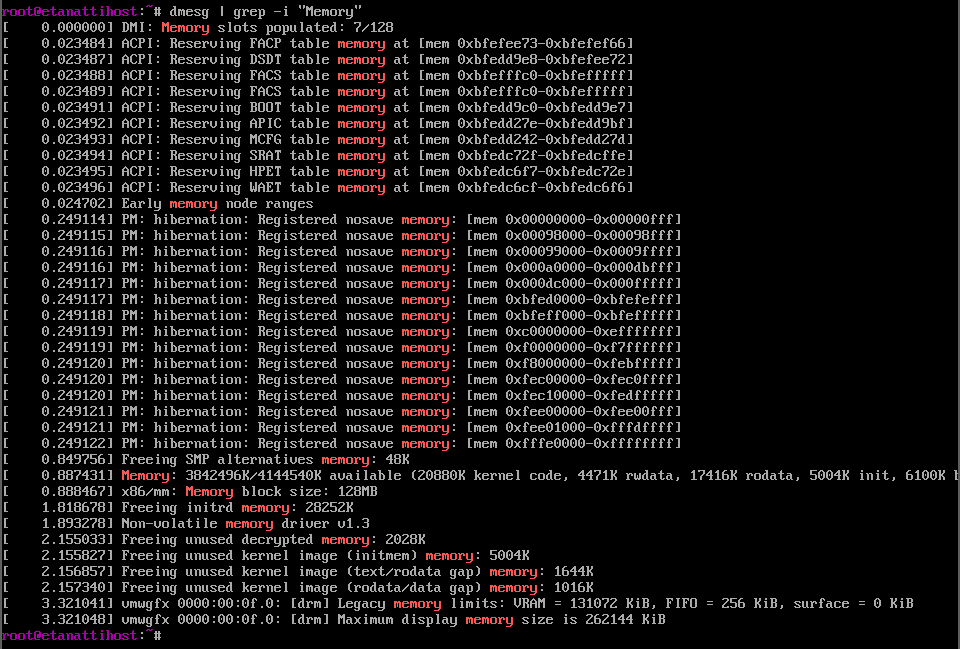 root@etanattihost:~# dmesg | grep -i "Memory"
[    0.000000] DMI: Memory slots populated: 7/128
[    0.023484] ACPI: Reserving FACP table memory at [mem 0xbfefee73-0xbfefef66]
[    0.023487] ACPI: Reserving DSDT table memory at [mem 0xbfedd9e8-0xbfefee72]
[    0.023488] ACPI: Reserving FACS table memory at [mem 0xbfefffc0-0xbfefffff]
[    0.023489] ACPI: Reserving FACS table memory at [mem 0xbfefffc0-0xbfefffff]
[    0.023491] ACPI: Reserving BOOT table memory at [mem 0xbfedd9c0-0xbfedd9e7]
[    0.023492] ACPI: Reserving APIC table memory at [mem 0xbfedd27e-0xbfedd9bf]
[    0.023493] ACPI: Reserving MCFG table memory at [mem 0xbfedd242-0xbfedd27d]
[    0.023494] ACPI: Reserving SRAT table memory at [mem 0xbfedc72f-0xbfedcffe]
[    0.023495] ACPI: Reserving HPET table memory at [mem 0xbfedc6f7-0xbfedc72e]
[    0.023496] ACPI: Reserving WAET table memory at [mem 0xbfedc6cf-0xbfedc6f6]
[    0.024702] Early memory node ranges
[    0.249114] PM: hibernation: Registered nosave memory: [mem 0x00000000-0x00000fff]
[    0.249115] PM: hibernation: Registered nosave memory: [mem 0x00098000-0x00098fff]
[    0.249116] PM: hibernation: Registered nosave memory: [mem 0x00099000-0x0009ffff]
[    0.249116] PM: hibernation: Registered nosave memory: [mem 0x000a0000-0x000dbfff]
[    0.249117] PM: hibernation: Registered nosave memory: [mem 0x000dc000-0x000fffff]
[    0.249117] PM: hibernation: Registered nosave memory: [mem 0xbfed0000-0xbfefefff]
[    0.249118] PM: hibernation: Registered nosave memory: [mem 0xbfeff000-0xbfefffff]
[    0.249119] PM: hibernation: Registered nosave memory: [mem 0xc0000000-0xefffffff]
[    0.249119] PM: hibernation: Registered nosave memory: [mem 0xf0000000-0xf7ffffff]
[    0.249120] PM: hibernation: Registered nosave memory: [mem 0xf8000000-0xfebfffff]
[    0.249120] PM: hibernation: Registered nosave memory: [mem 0xfec00000-0xfec0ffff]
[    0.249120] PM: hibernation: Registered nosave memory: [mem 0xfec10000-0xfedfffff]
[    0.249121] PM: hibernation: Registered nosave memory: [mem 0xfee00000-0xfee00fff]
[    0.249121] PM: hibernation: Registered nosave memory: [mem 0xfee01000-0xfffdffff]
[    0.249122] PM: hibernation: Registered nosave memory: [mem 0xfffe0000-0xffffffff]
[    0.849756] Freeing SMP alternatives memory: 48K
[    0.887431] Memory: 3842496K/4144540K available (20880K kernel code, 4471K rwdata, 17416K rodata, 5004K init, 6100K b
[    0.888467] x86/mm: Memory block size: 128MB
[    1.818678] Freeing initrd memory: 28252K
[    1.893278] Non-volatile memory driver v1.3
[    2.155033] Freeing unused decrypted memory: 2028K
[    2.155827] Freeing unused kernel image (initmem) memory: 5004K
[    2.156857] Freeing unused kernel image (text/rodata gap) memory: 1644K
[    2.157340] Freeing unused kernel image (rodata/data gap) memory: 1016K
[    3.321041] vmwgfx 0000:00:0f.0: [drm] Legacy memory limits: VRAM = 131072 KiB, FIFO = 256 KiB, surface = 0 KiB
[    3.321048] vmwgfx 0000:00:0f.0: [drm] Maximum display memory size is 262144 KiB
root@etanattihost:~#